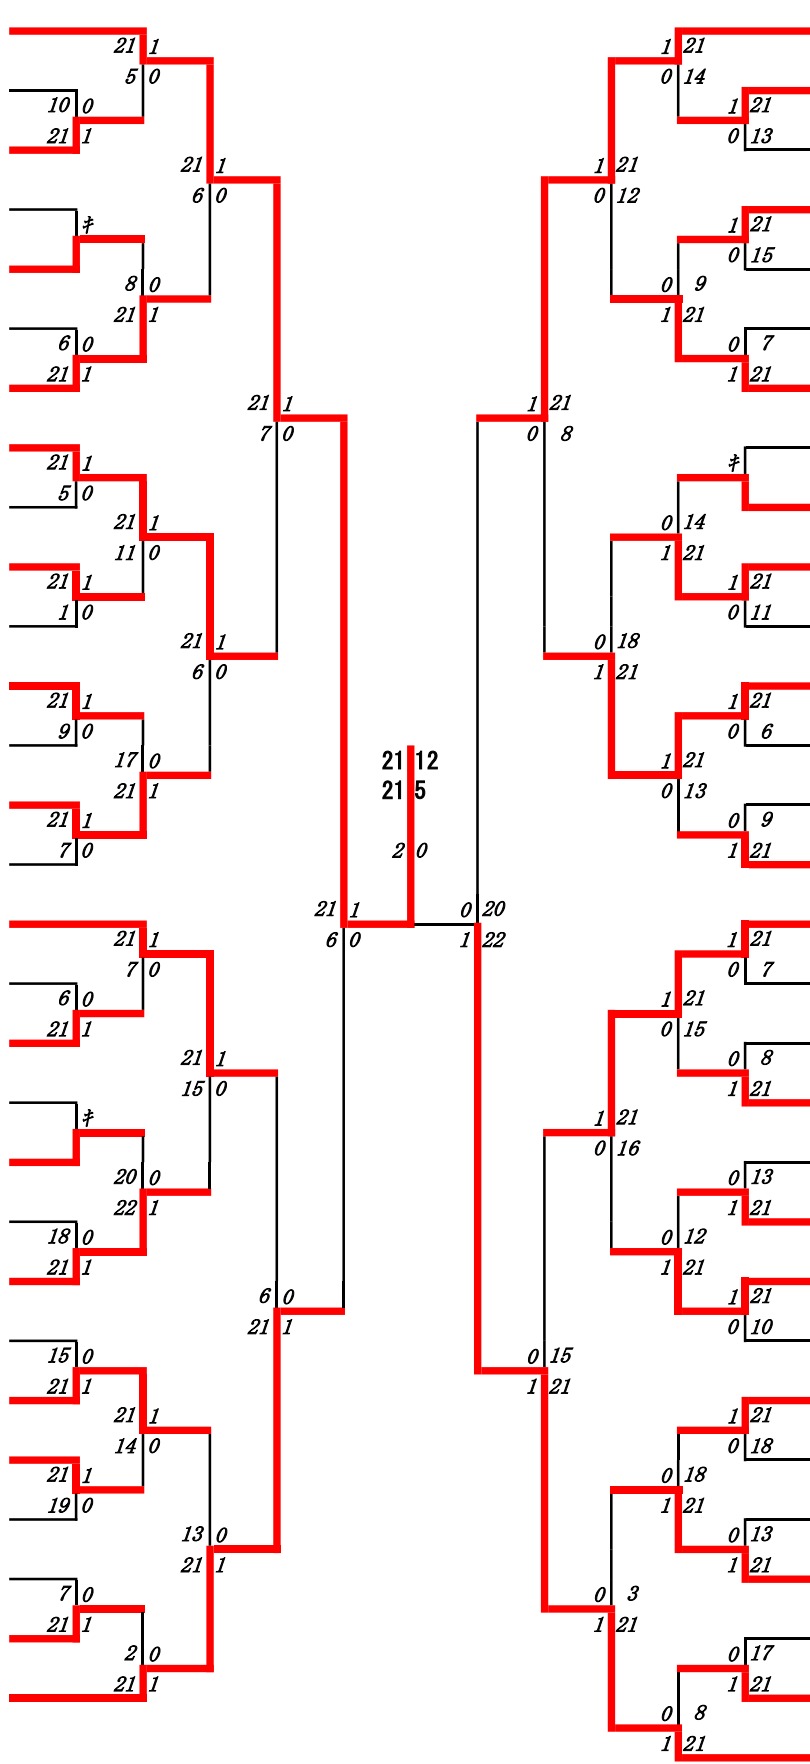 21 1 1 21
5 0 0 14
10 0 1 21
21 1 0 13
21 1 1 21
6 0 0 12
ｷ 1 21
0 15
8 0 0 9
21 1 1 21
6 0 0 7
21 1 1 21
21 1 1 21
7 0 0 8
21 1 ｷ
5 0
21 1 0 14
11 0 1 21
21 1 1 21
1 0 0 11
21 1 0 18
6 0 1 21
21 1 1 21
9 0 0 6
17 0 21 12 1 21
21 1 21 5 0 13
21 1 0 9
7 0 2 0 1 21
21 1 0 20
6 0 1 22
21 1 1 21
7 0 0 7
6 0 1 21
21 1 0 15
21 1 0 8
15 0 1 21
ｷ 1 21
0 16
20 0 0 13
22 1 1 21
18 0 0 12
21 1 1 21
6 0 1 21
21 1 0 10
15 0 0 15
21 1 1 21
21 1 1 21
14 0 0 18
21 1 0 18
19 0 1 21
13 0 0 13
21 1 1 21
7 0 0 3
21 1 1 21
2 0 0 17
21 1 1 21
0 8
1 21